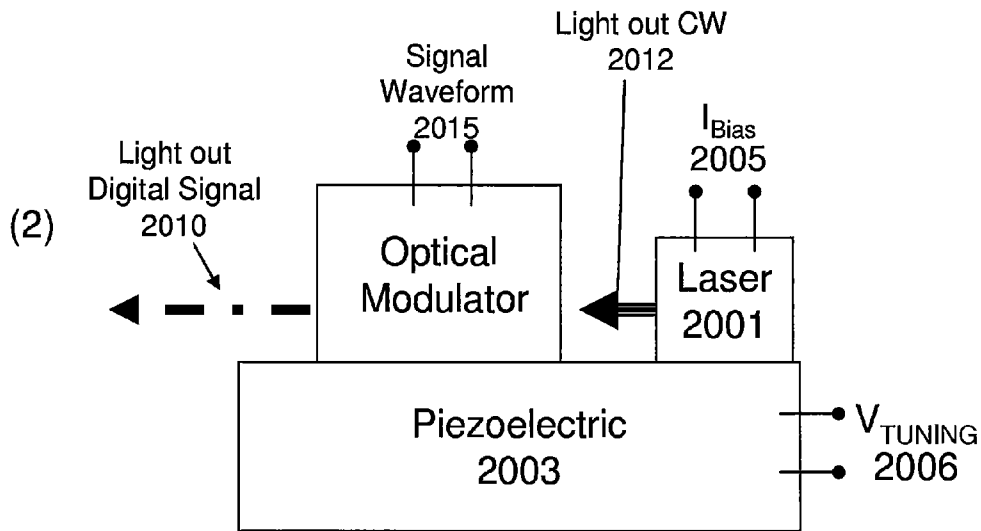 Light out CW
2012
Signal
Waveform
2015
I_Bias
2005
Light out
Digital Signal
2010
(2)
Optical
Modulator
Laser
2001
Piezoelectric
2003
V_TUNING
2006